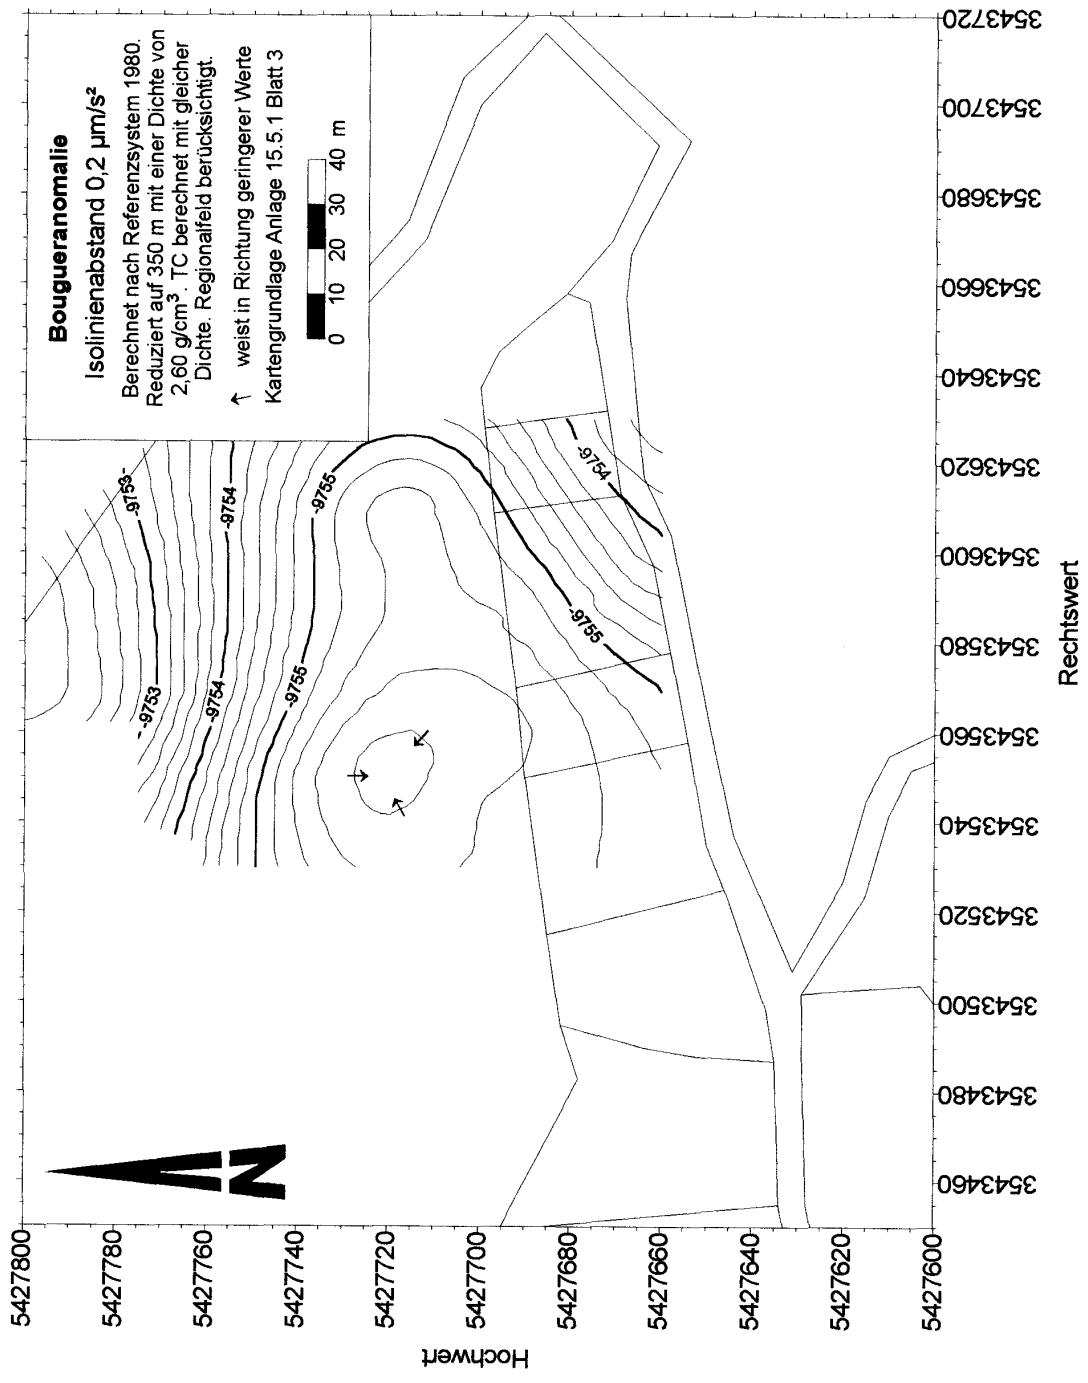 Bougueranomalie
Isolinienabstand 0,2 µm/s²
Berechnet nach Referenzsystem 1980.
Reduziert auf 350 m mit einer Dichte von
2,60 g/cm³. TC berechnet mit gleicher
Dichte. Regionalfeld berücksichtigt.
weist in Richtung geringerer Werte
Kartengrundlage Anlage 15.5.1 Blatt 3
0 10 20 30 40 m
-9753
-9753-
-9754
-9754
-9755
-9755
-9755
-9754
N
Hochwert
5427800
5427780
5427760
5427740
5427720
5427700
5427680
5427660
5427640
5427620
5427600
3543460
3543480
3543500
3543520
3543540
3543560
3543580
3543600
3543620
3543640
3543660
3543680
3543700
3543720
Rechtswert